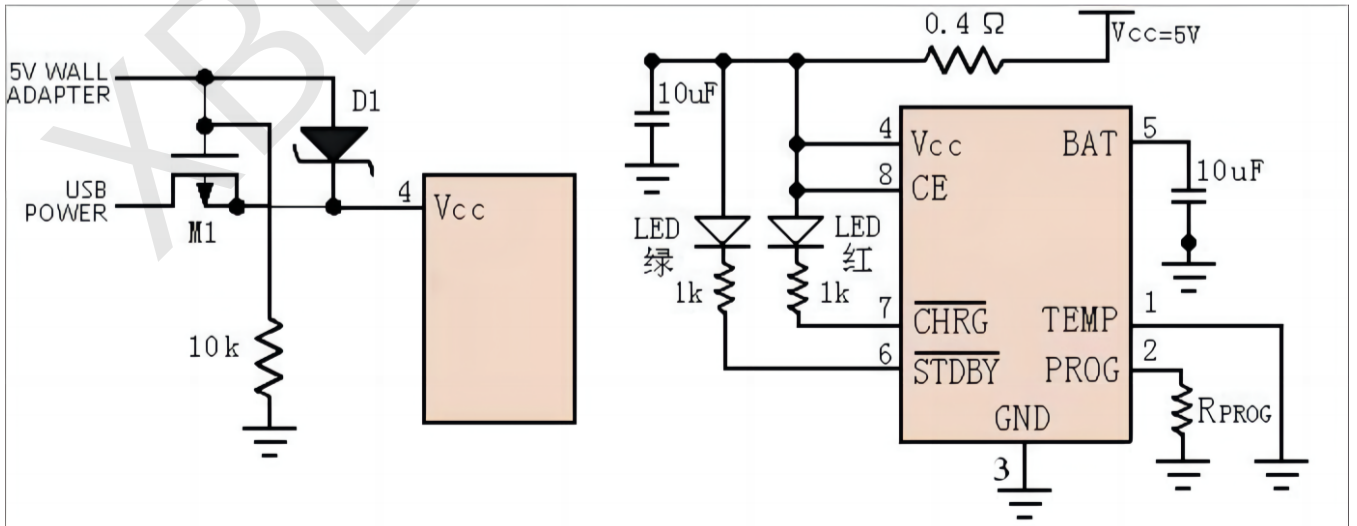 5V WALL
ADAPTER
D1
USB
POWER
M1
4
Vcc
10k
0.4 Ω
Vcc=5V
10uF
4
Vcc
BAT
5
8
CE
10uF
LED
绿
LED
红
1k
1k
7
CHRG
TEMP
1
6
STDBY
PROG
2
RPROG
GND
3